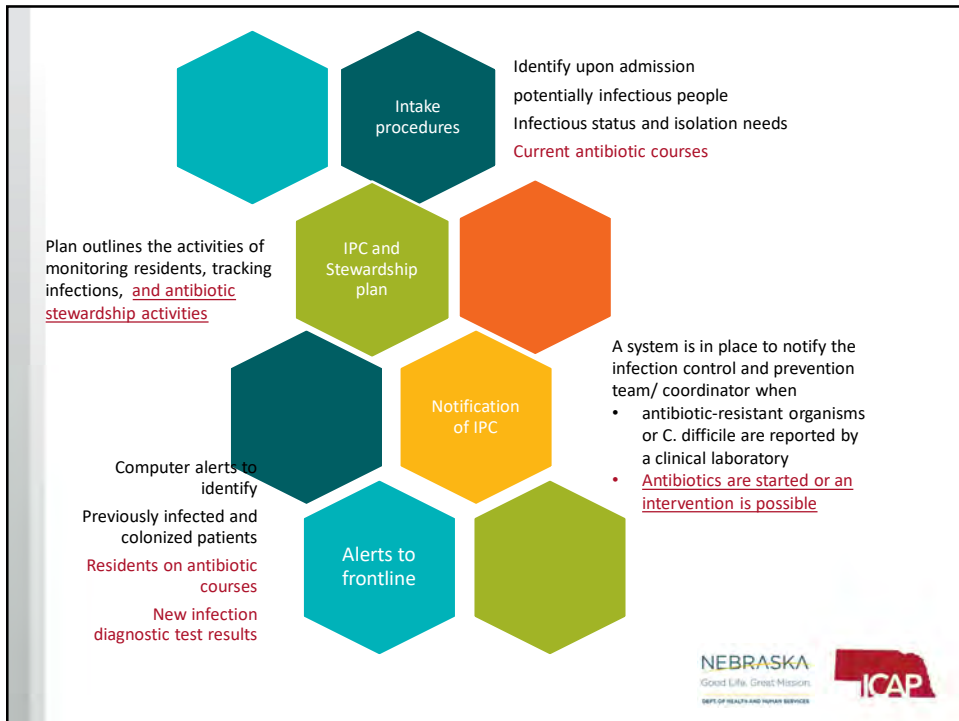 Intake
procedures
Identify upon admission
potentially infectious people
Infectious status and isolation needs
Current antibiotic courses
Plan outlines the activities of
monitoring residents, tracking
infections, and antibiotic
stewardship activities
IPC and
Stewardship
plan
Notification
of IPC
A system is in place to notify the
infection control and prevention
team/ coordinator when
• antibiotic-resistant organisms
or C. difficile are reported by
a clinical laboratory
• Antibiotics are started or an
intervention is possible
Computer alerts to
identify
Previously infected and
colonized patients
Residents on antibiotic
courses
New infection
diagnostic test results
Alerts to
frontline
NEBRASKA
Good Life. Great Mission.
DEPT. OF HEALTH AND HUMAN SERVICES
ICAP